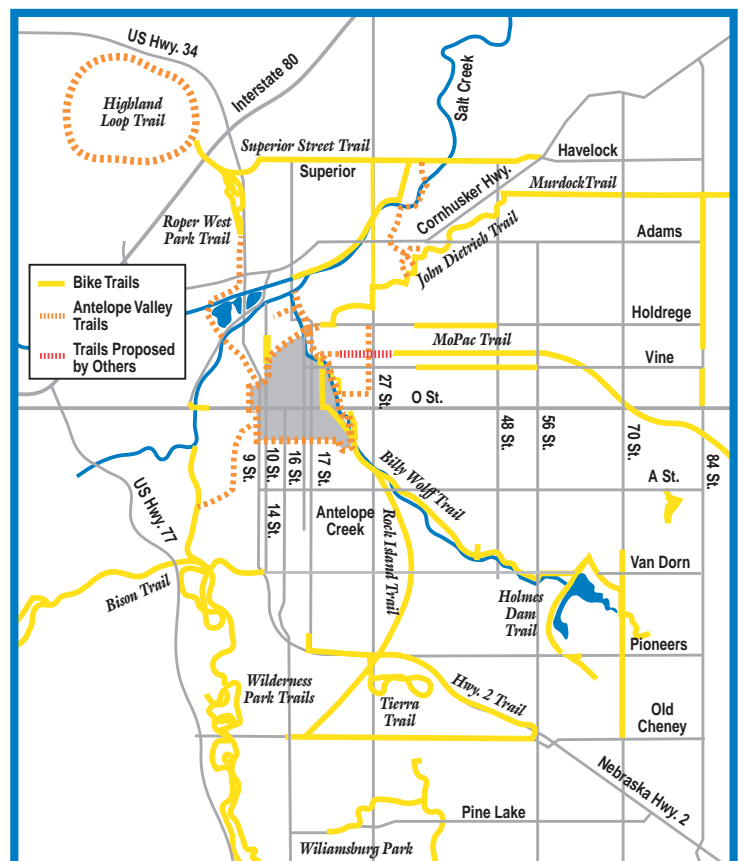 US Hwy. 34
Interstate 80
Salt Creek
Highland
Loop Trail
Superior Street Trail
Superior
Havelock
Cornhusker Hwy.
MurdockTrail
Roper West
Park Trail
John Dietrich Trail
Adams
Bike Trails
Antelope Valley
Trails
Trails Proposed
by Others
Holdrege
MoPac Trail
Vine
27 St.
O St.
48 St.
56 St.
70 St.
84 St.
9 St.
10 St.
16 St.
17 St.
14 St.
Billy Wolff Trail
A St.
US Hwy. 77
Antelope
Creek
Rock Island Trail
Van Dorn
Bison Trail
Holmes
Dam
Trail
Pioneers
Wilderness
Park Trails
Tierra
Trail
Hwy. 2 Trail
Old
Cheney
Nebraska Hwy. 2
Pine Lake
Wiliamsburg Park